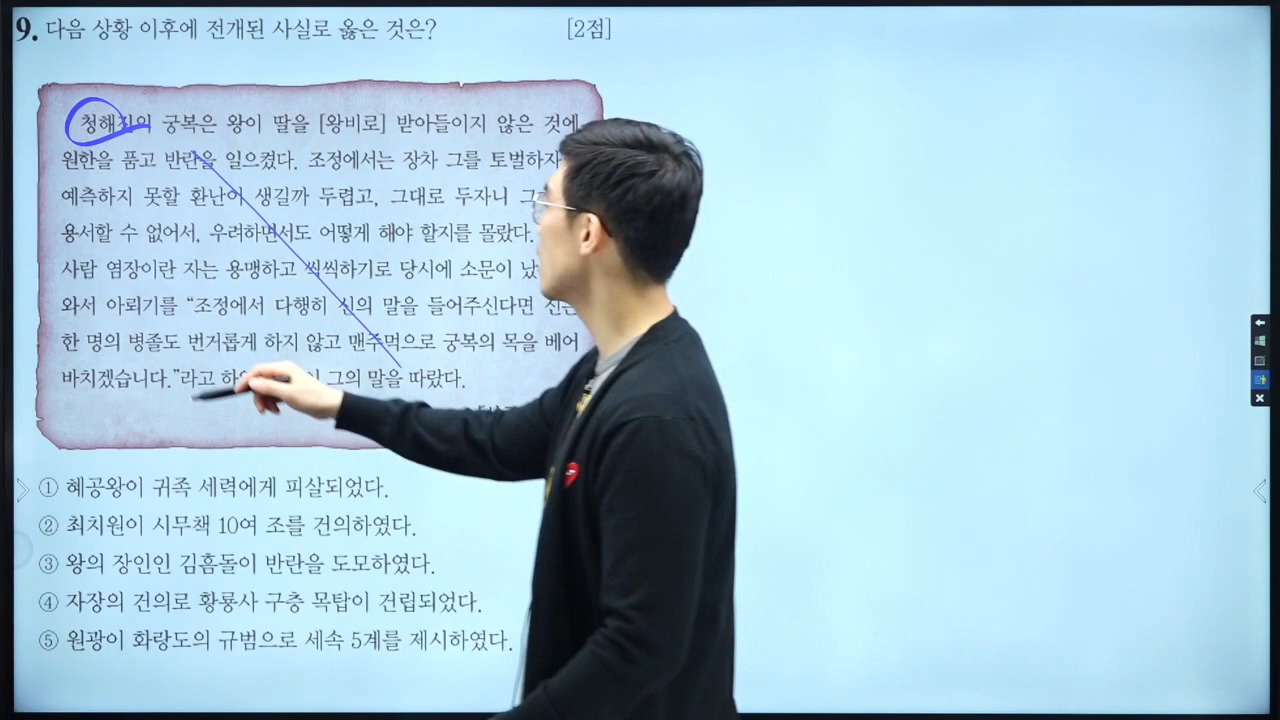 9. 다음 상황 이후에 전개된 사실로 옳은 것은? [2점]
청해진의 궁복은 왕이 딸을 [왕비로] 받아들이지 않은 것에
원한을 품고 반란을 일으켰다. 조정에서는 장차 그를 토벌하자
예측하지 못할 환난이 생길까 두렵고, 그대로 두자니
용서할 수 없어서, 우려하면서도 어떻게 해야 할지를 몰랐다.
사람 염장이란 자는 용맹하고 씩씩하기로 당시에 소문이
와서 아뢰기를 “조정에서 다행히 신의 말을 들어주신다면 신은
한 명의 병졸도 번거롭게 하지 않고 맨주먹으로 궁복의 목을 베어
바치겠습니다.”라고 그의 말을 따랐다.
① 혜공왕이 귀족 세력에게 피살되었다.
② 최치원이 시무책 10여 조를 건의하였다.
③ 왕의 장인인 김흠돌이 반란을 도모하였다.
④ 자장의 건의로 황룡사 구층 목탑이 건립되었다.
⑤ 원광이 화랑도의 규범으로 세속 5계를 제시하였다.